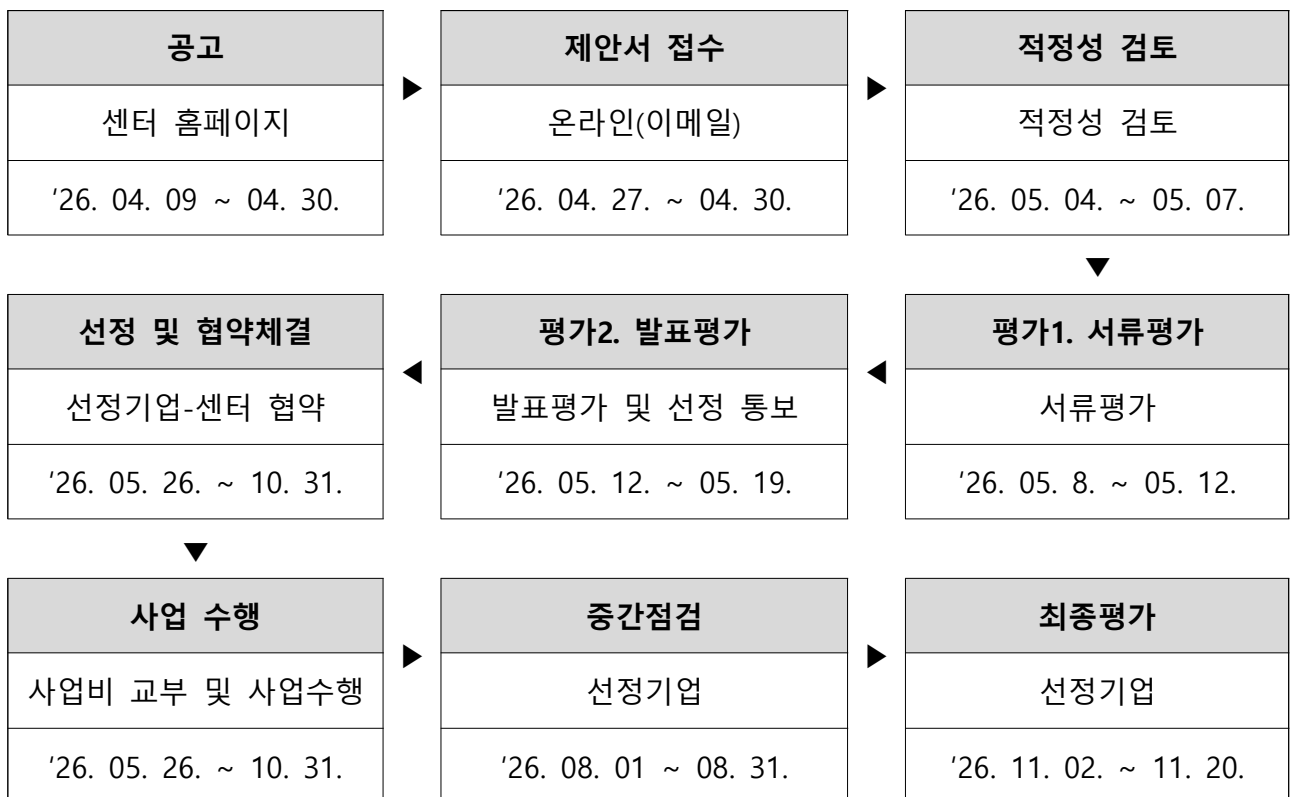 공고
센터 홈페이지
'26. 04. 09 ~ 04. 30.
▶
제안서 접수
온라인(이메일)
'26. 04. 27. ~ 04. 30.
▶
적정성 검토
적정성 검토
'26. 05. 04. ~ 05. 07.
▼
평가1. 서류평가
서류평가
'26. 05. 8. ~ 05. 12.
◀
평가2. 발표평가
발표평가 및 선정 통보
'26. 05. 12. ~ 05. 19.
◀
선정 및 협약체결
선정기업-센터 협약
'26. 05. 26. ~ 10. 31.
▼
사업 수행
사업비 교부 및 사업수행
'26. 05. 26. ~ 10. 31.
▶
중간점검
선정기업
'26. 08. 01 ~ 08. 31.
▶
최종평가
선정기업
'26. 11. 02. ~ 11. 20.